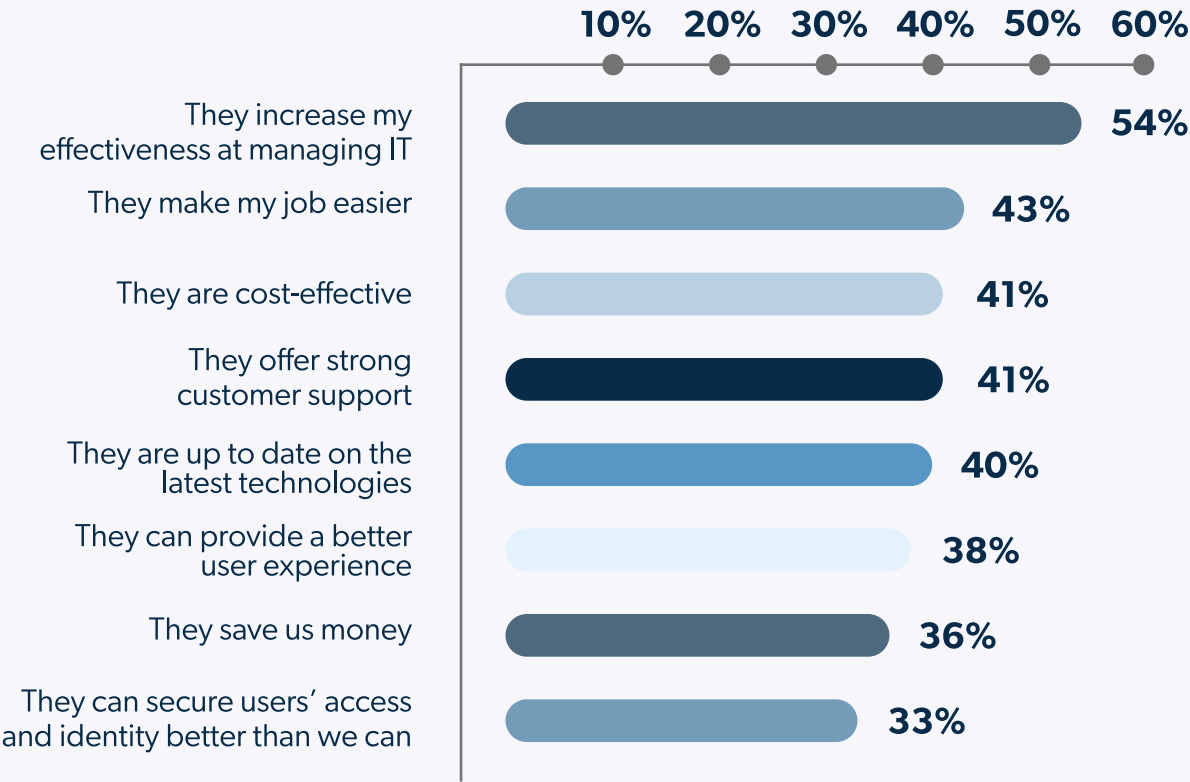 10% 20% 30% 40% 50% 60%
They increase my
effectiveness at managing IT
54%
They make my job easier
43%
They are cost-effective
41%
They offer strong
customer support
41%
They are up to date on the
latest technologies
40%
They can provide a better
user experience
38%
They save us money
36%
They can secure users’ access
and identity better than we can
33%